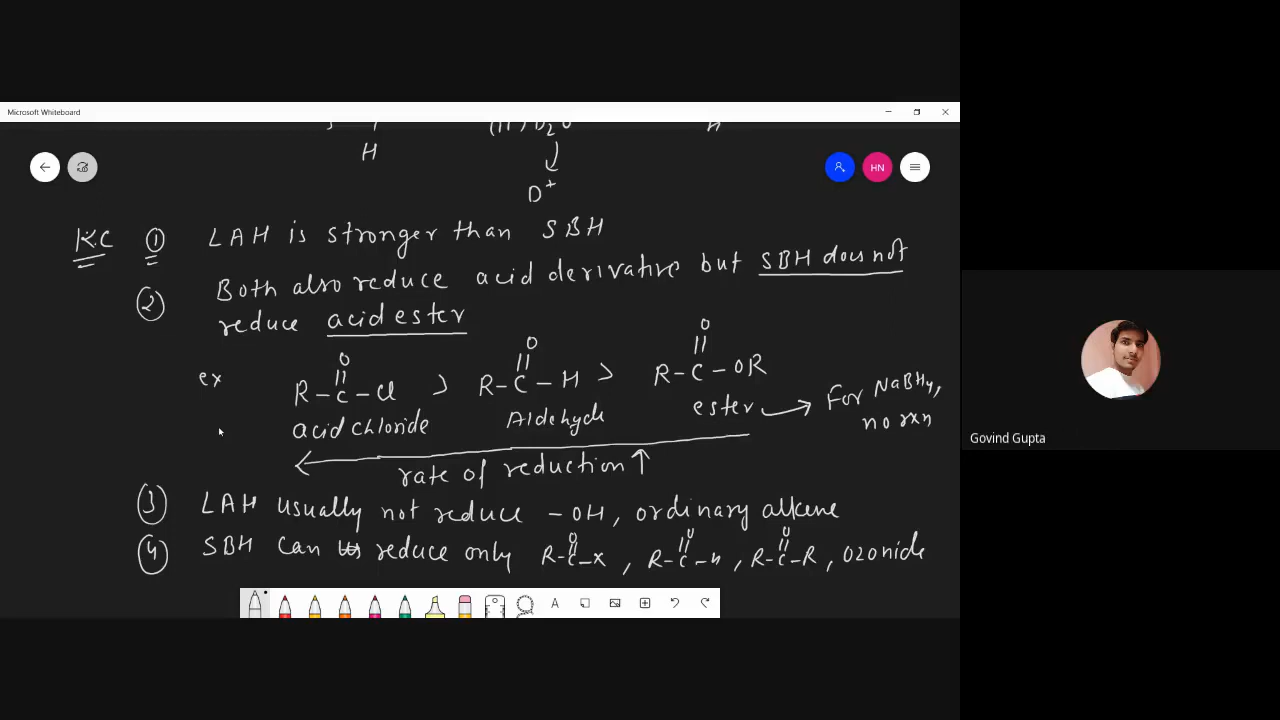 Microsoft Whiteboard
H
D+
HN
K.C ① LAH is stronger than SBH
② Both also reduce acid derivative but SBH does not
reduce acid ester
ex R-C-Cl > R-C-H > R-C-OR
O O O
acid chloride Aldehyde ester → For NaBH4,
no rxn
rate of reduction ↑
③ LAH usually not reduce -OH, ordinary alkene
④ SBH can reduce only R-C-X, R-C-H, R-C-R, ozonide
O O O
Govind Gupta